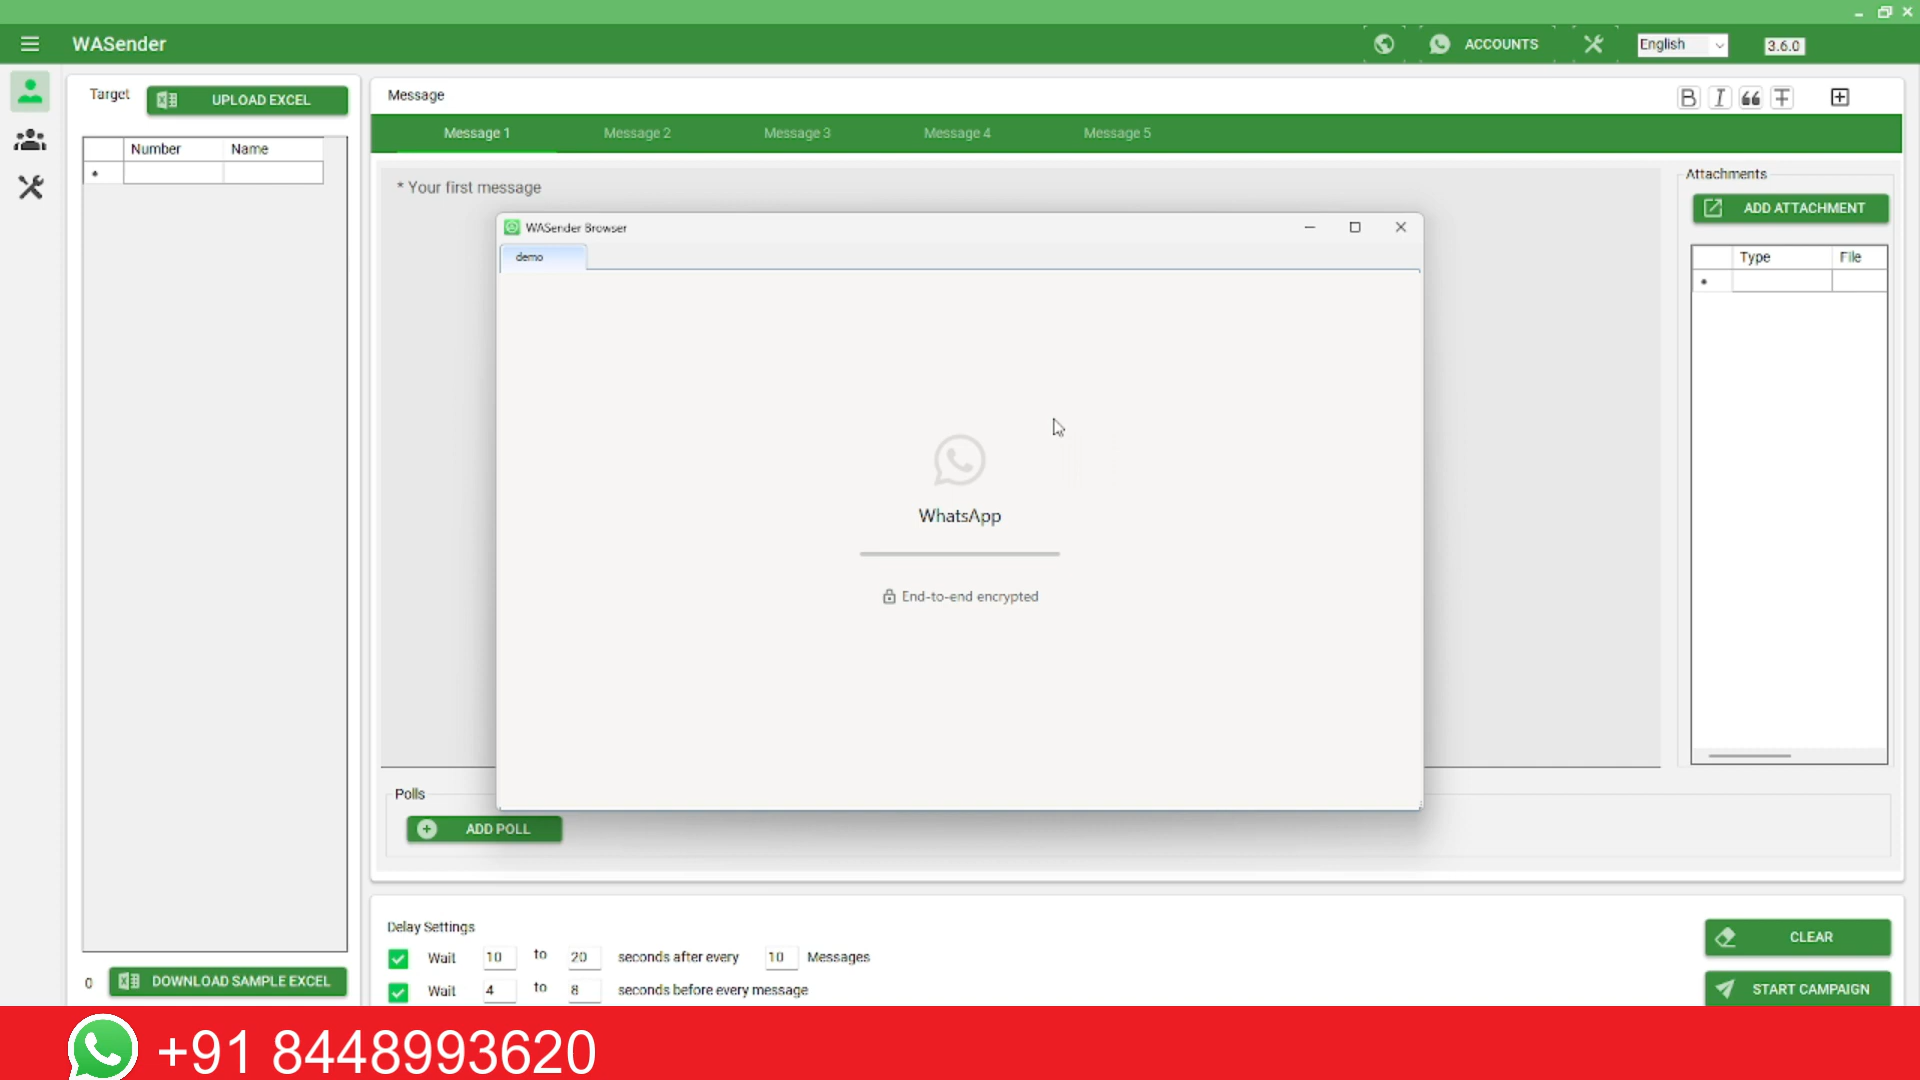 WASender
ACCOUNTS
English
3.6.0
Target
UPLOAD EXCEL
Number Name
Message
B I
Message 1 Message 2 Message 3 Message 4 Message 5
* Your first message
Attachments
ADD ATTACHMENT
Type File
WASender Browser
demo
WhatsApp
End-to-end encrypted
Polls
ADD POLL
Delay Settings
Wait 10 to 20 seconds after every 10 Messages
Wait 4 to 8 seconds before every message
CLEAR
START CAMPAIGN
0 DOWNLOAD SAMPLE EXCEL
+91 8448993620